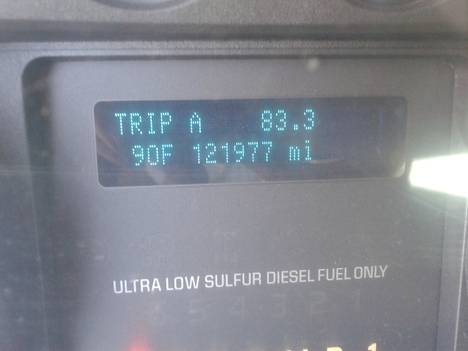 TRIP A 83.3
90F 121977 mi
ULTRA LOW SULFUR DIESEL FUEL ONLY